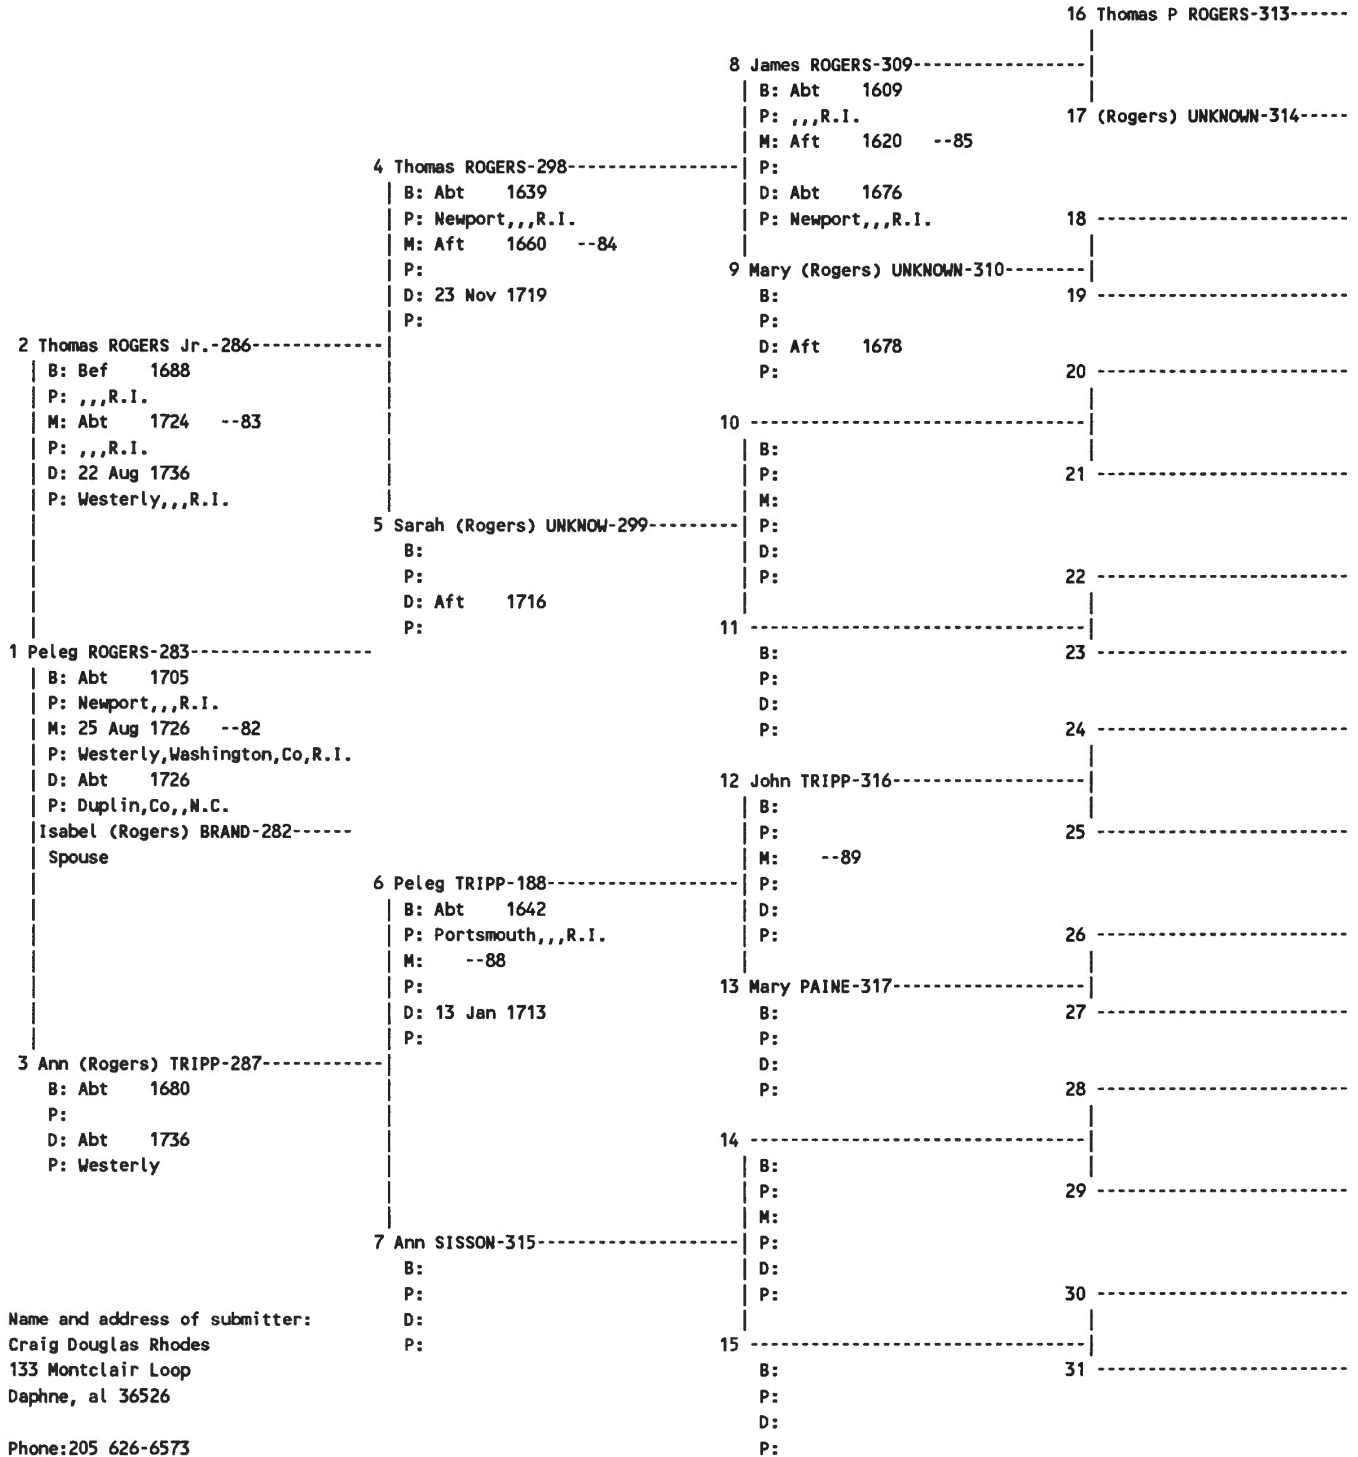 16 Thomas P ROGERS-313------
8 James ROGERS-309-----------------
B: Abt 1609
P: ,,,R.I.
17 (Rogers) UNKNOWN-314-----
M: Aft 1620 --85
4 Thomas ROGERS-298-----------------
P:
B: Abt 1639
D: Abt 1676
P: Newport,,,R.I.
P: Newport,,,R.I.
18 -------------------------
M: Aft 1660 --84
P:
9 Mary (Rogers) UNKNOWN-310--------
D: 23 Nov 1719
B:
19 -------------------------
P:
P:
2 Thomas ROGERS Jr.-286-------------
D: Aft 1678
B: Bef 1688
P:
20 -------------------------
P: ,,,R.I.
M: Abt 1724 --83
10 ---------------------------------
P: ,,,R.I.
B:
D: 22 Aug 1736
P:
21 -------------------------
P: Westerly,,,R.I.
M:
5 Sarah (Rogers) UNKNOW-299---------
P:
B:
D:
P:
P:
22 -------------------------
D: Aft 1716
P:
11 ---------------------------------
1 Peleg ROGERS-283------------------
B:
23 -------------------------
B: Abt 1705
P:
P: Newport,,,R.I.
D:
M: 25 Aug 1726 --82
P:
24 -------------------------
P: Westerly,Washington,Co,R.I.
D: Abt 1726
12 John TRIPP-316-------------------
P: Duplin,Co,,N.C.
B:
Isabel (Rogers) BRAND-282------
P:
25 -------------------------
Spouse
M: --89
6 Peleg TRIPP-188-------------------
P:
B: Abt 1642
D:
P: Portsmouth,,,R.I.
P:
26 -------------------------
M: --88
P:
13 Mary PAINE-317-------------------
D: 13 Jan 1713
B:
27 -------------------------
P:
P:
3 Ann (Rogers) TRIPP-287------------
D:
B: Abt 1680
P:
28 -------------------------
P:
D: Abt 1736
14 ---------------------------------
P: Westerly
B:
P:
29 -------------------------
M:
7 Ann SISSON-315--------------------
P:
B:
D:
P:
P:
30 -------------------------
Name and address of submitter:
D:
Craig Douglas Rhodes
P:
15 ---------------------------------
133 Montclair Loop
B:
31 -------------------------
Daphne, al 36526
P:
D:
Phone:205 626-6573
P: